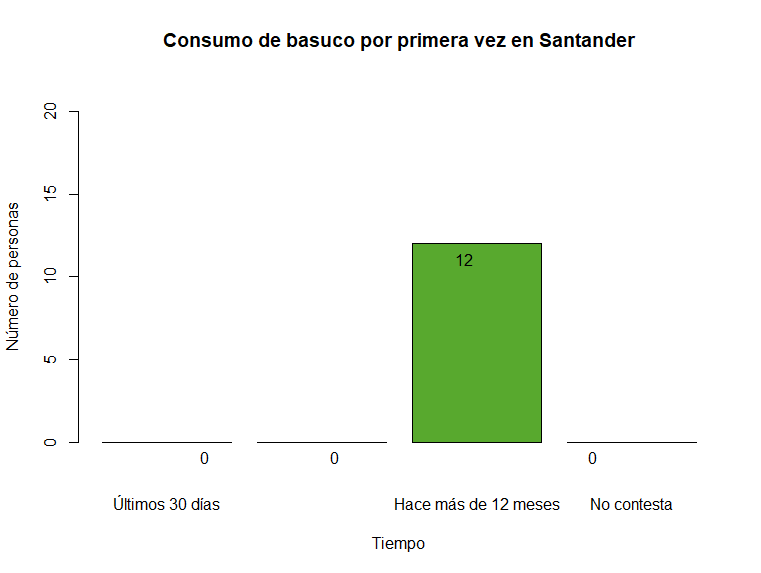 Consumo de basuco por primera vez en Santander
Número de personas
20
15
10
5
0
12
0
0
0
Últimos 30 días
Hace más de 12 meses
No contesta
Tiempo